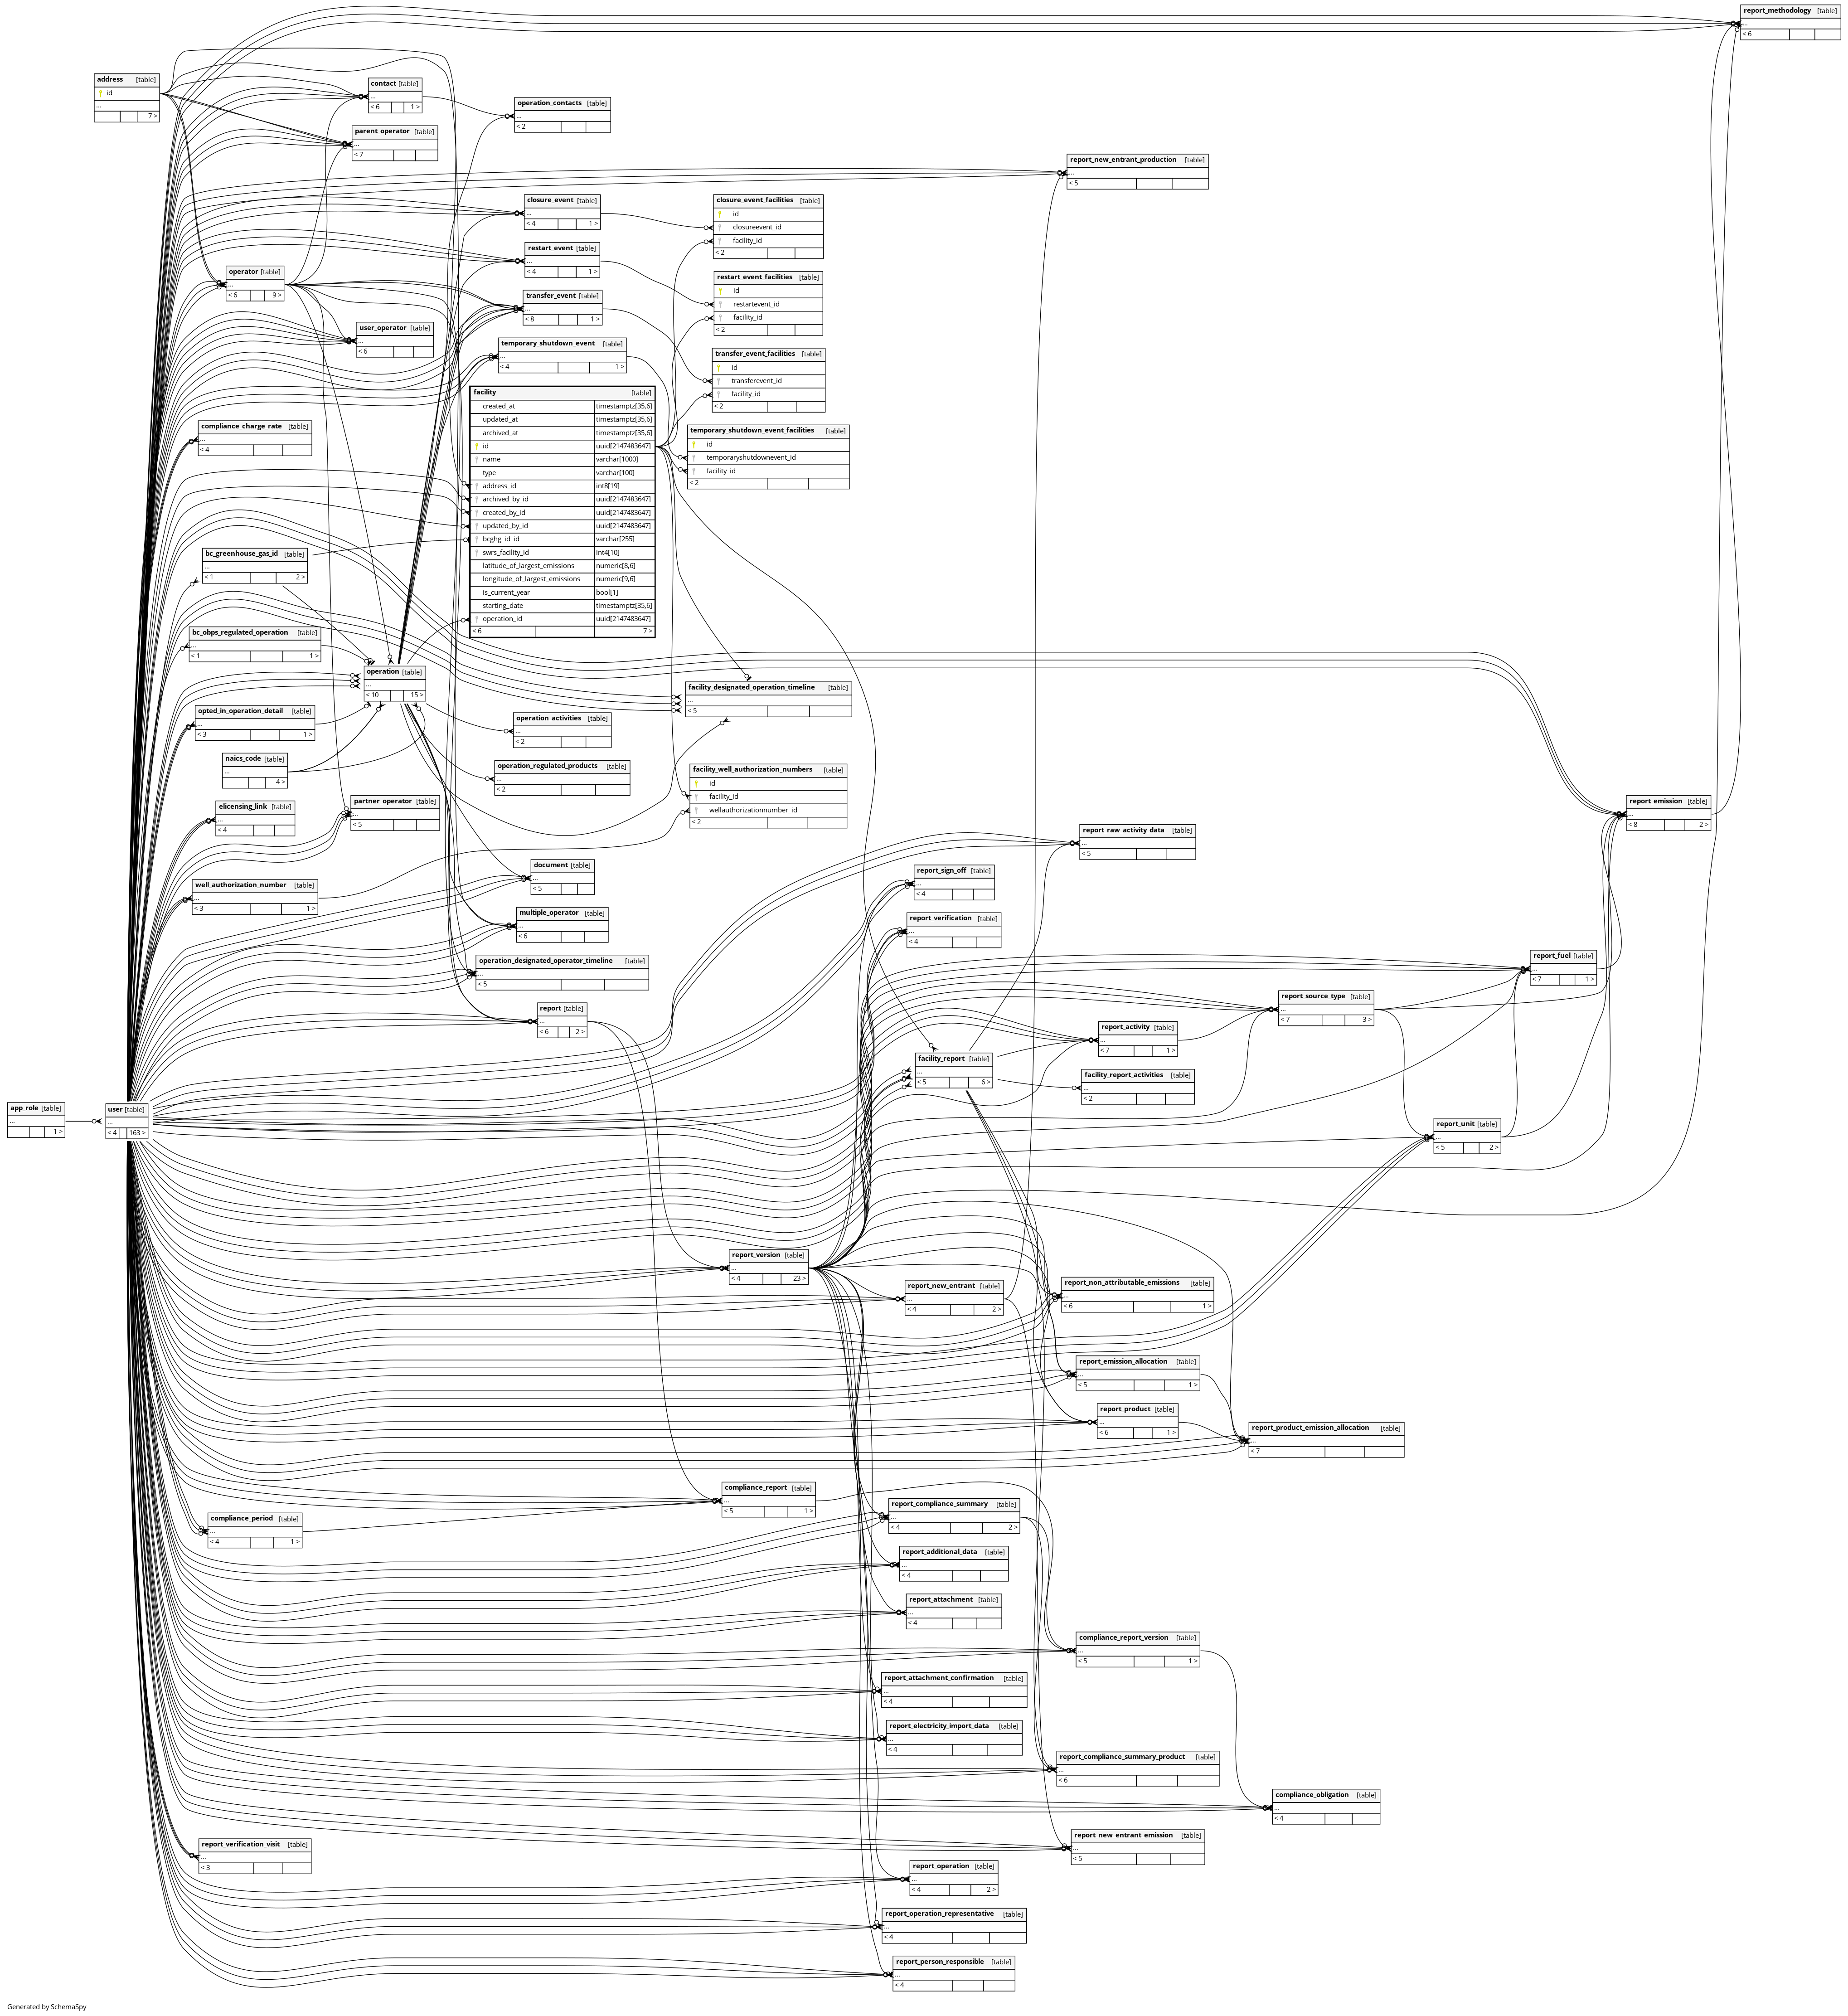 report_methodology [table]
...
< 6
address [table]
id
...
7 >
contact [table]
...
< 6 1 >
operation_contacts [table]
...
< 2
parent_operator [table]
...
< 7
report_new_entrant_production [table]
...
< 5
closure_event [table]
...
< 4 1 >
closure_event_facilities [table]
id
closureevent_id
facility_id
< 2
restart_event [table]
...
< 4 1 >
operator [table]
...
< 6 9 >
restart_event_facilities [table]
id
restartevent_id
facility_id
< 2
transfer_event [table]
...
< 8 1 >
user_operator [table]
...
< 6
temporary_shutdown_event [table]
...
< 4 1 >
transfer_event_facilities [table]
id
transferevent_id
facility_id
< 2
facility [table]
created_at timestamptz[35,6]
updated_at timestamptz[35,6]
archived_at timestamptz[35,6]
id uuid[2147483647]
name varchar[1000]
type varchar[100]
address_id int8[19]
archived_by_id uuid[2147483647]
created_by_id uuid[2147483647]
updated_by_id uuid[2147483647]
bcghg_id_id varchar[255]
swrs_facility_id int4[10]
latitude_of_largest_emissions numeric[8,6]
longitude_of_largest_emissions numeric[9,6]
is_current_year bool[1]
starting_date timestamptz[35,6]
operation_id uuid[2147483647]
< 6 7 >
compliance_charge_rate [table]
...
< 4
temporary_shutdown_event_facilities [table]
id
temporaryshutdownevent_id
facility_id
< 2
bc_greenhouse_gas_id [table]
...
< 1 2 >
bc_obps_regulated_operation [table]
...
< 1 1 >
operation [table]
...
< 10 15 >
facility_designated_operation_timeline [table]
...
< 5
opted_in_operation_detail [table]
...
< 3 1 >
operation_activities [table]
...
< 2
naics_code [table]
...
4 >
operation_regulated_products [table]
...
< 2
facility_well_authorization_numbers [table]
id
facility_id
wellauthorizationnumber_id
< 2
elicensing_link [table]
...
< 4
partner_operator [table]
...
< 5
report_emission [table]
...
< 8 2 >
report_raw_activity_data [table]
...
< 5
document [table]
...
< 5
report_sign_off [table]
...
< 4
well_authorization_number [table]
...
< 3 1 >
multiple_operator [table]
...
< 6
report_verification [table]
...
< 4
operation_designated_operator_timeline [table]
...
< 5
report_fuel [table]
...
< 7 1 >
report [table]
...
< 6 2 >
report_source_type [table]
...
< 7 3 >
report_activity [table]
...
< 7 1 >
facility_report [table]
...
< 5 6 >
facility_report_activities [table]
...
< 2
app_role [table]
...
1 >
user [table]
...
< 4 163 >
report_unit [table]
...
< 5 2 >
report_version [table]
...
< 4 23 >
report_new_entrant [table]
...
< 4 2 >
report_non_attributable_emissions [table]
...
< 6 1 >
report_emission_allocation [table]
...
< 5 1 >
report_product [table]
...
< 6 1 >
report_product_emission_allocation [table]
...
< 7
compliance_report [table]
...
< 5 1 >
compliance_period [table]
...
< 4 1 >
report_compliance_summary [table]
...
< 4 2 >
report_additional_data [table]
...
< 4
report_attachment [table]
...
< 4
compliance_report_version [table]
...
< 5 1 >
report_attachment_confirmation [table]
...
< 4
report_electricity_import_data [table]
...
< 4
report_compliance_summary_product [table]
...
< 6
compliance_obligation [table]
...
< 4
report_new_entrant_emission [table]
...
< 5
report_verification_visit [table]
...
< 3
report_operation [table]
...
< 4 2 >
report_operation_representative [table]
...
< 4
report_person_responsible [table]
...
< 4
Generated by SchemaSpy